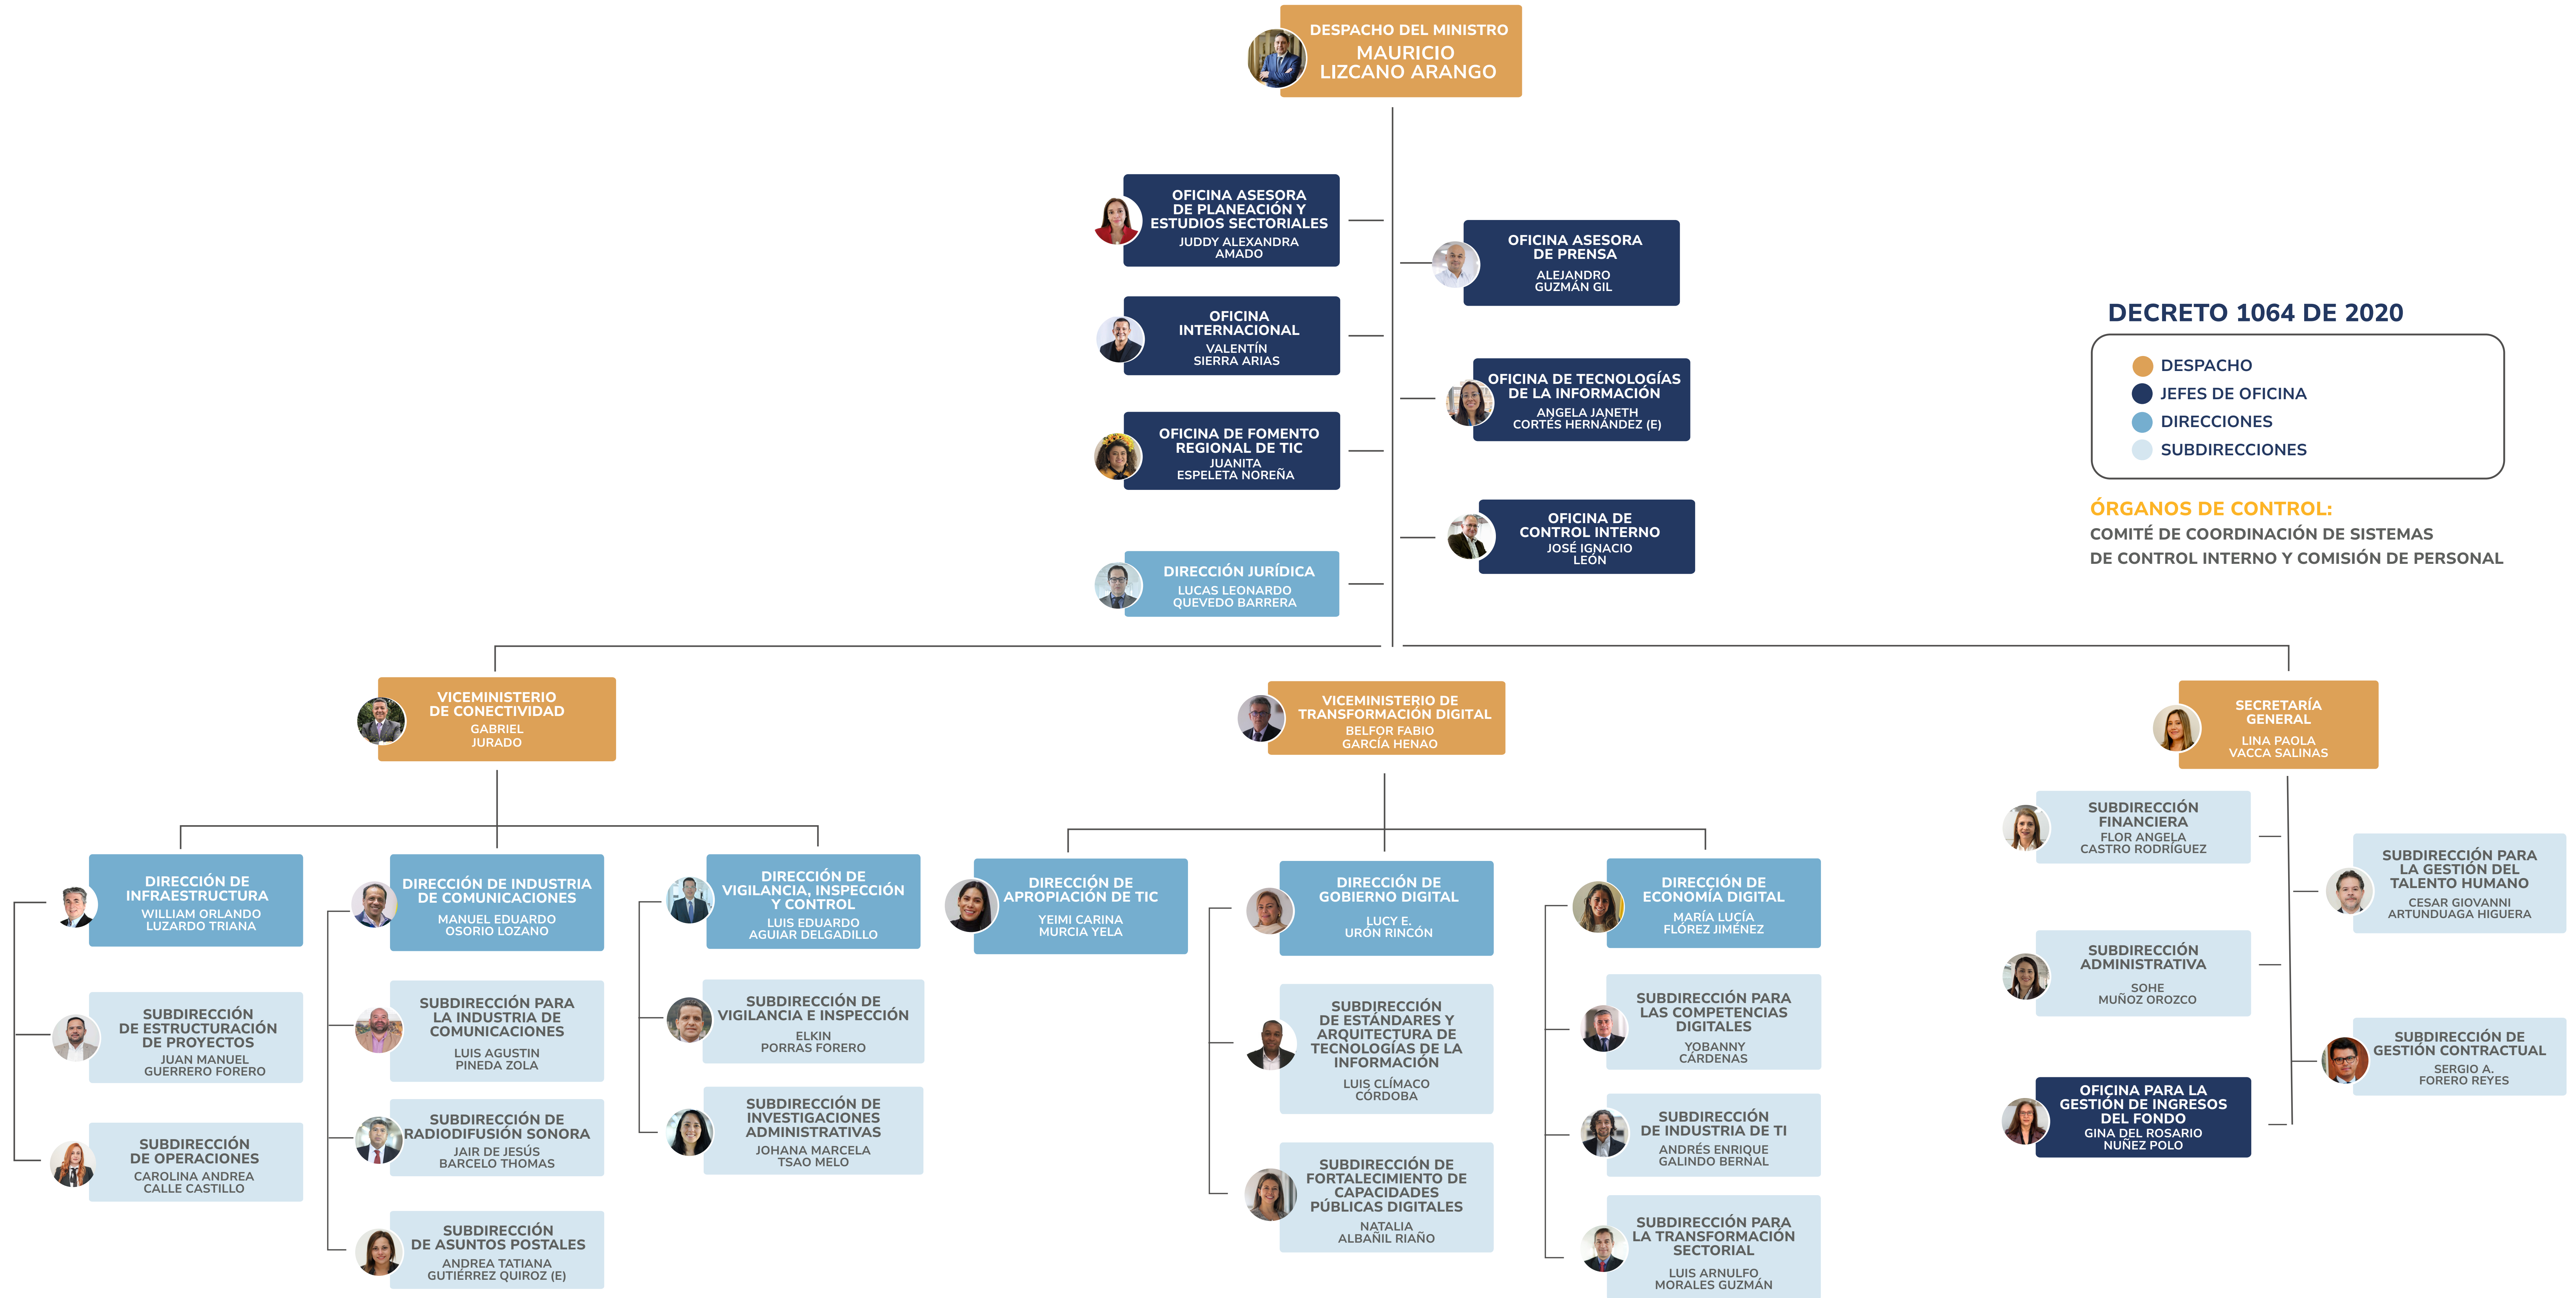 DESPACHO DEL MINISTRO
MAURICIO
LIZCANO ARANGO
OFICINA ASESORA
DE PLANEACIÓN Y
ESTUDIOS SECTORIALES
JUDDY ALEXANDRA
AMADO
OFICINA ASESORA
DE PRENSA
ALEJANDRO
GUZMÁN GIL
OFICINA
INTERNACIONAL
VALENTÍN
SIERRA ARIAS
OFICINA DE TECNOLOGÍAS
DE LA INFORMACIÓN
ANGELA JANETH
CORTÉS HERNÁNDEZ (E)
OFICINA DE FOMENTO
REGIONAL DE TIC
JUANITA
ESPELETA NOREÑA
OFICINA DE
CONTROL INTERNO
JOSÉ IGNACIO
LEÓN
DIRECCIÓN JURÍDICA
LUCAS LEONARDO
QUEVEDO BARRERA
DECRETO 1064 DE 2020
DESPACHO
JEFES DE OFICINA
DIRECCIONES
SUBDIRECCIONES
ÓRGANOS DE CONTROL:
COMITÉ DE COORDINACIÓN DE SISTEMAS
DE CONTROL INTERNO Y COMISIÓN DE PERSONAL
VICEMINISTERIO
DE CONECTIVIDAD
GABRIEL
JURADO
VICEMINISTERIO DE
TRANSFORMACIÓN DIGITAL
BELFOR FABIO
GARCÍA HENAO
SECRETARÍA
GENERAL
LINA PAOLA
VACCA SALINAS
DIRECCIÓN DE
INFRAESTRUCTURA
WILLIAM ORLANDO
LUZARDO TRIANA
SUBDIRECCIÓN
DE ESTRUCTURACIÓN
DE PROYECTOS
JUAN MANUEL
GUERRERO FORERO
SUBDIRECCIÓN
DE OPERACIONES
CAROLINA ANDREA
CALLE CASTILLO
DIRECCIÓN DE INDUSTRIA
DE COMUNICACIONES
MANUEL EDUARDO
OSORIO LOZANO
SUBDIRECCIÓN PARA
LA INDUSTRIA DE
COMUNICACIONES
LUIS AGUSTIN
PINEDA ZOLA
SUBDIRECCIÓN DE
RADIODIFUSIÓN SONORA
JAIR DE JESÚS
BARCELO THOMAS
SUBDIRECCIÓN
DE ASUNTOS POSTALES
ANDREA TATIANA
GUTIÉRREZ QUIROZ (E)
DIRECCIÓN DE
VIGILANCIA, INSPECCIÓN
Y CONTROL
LUIS EDUARDO
AGUIAR DELGADILLO
SUBDIRECCIÓN DE
VIGILANCIA E INSPECCIÓN
ELKIN
PORRAS FORERO
SUBDIRECCIÓN DE
INVESTIGACIONES
ADMINISTRATIVAS
JOHANA MARCELA
TSAO MELO
DIRECCIÓN DE
APROPIACIÓN DE TIC
YEIMI CARINA
MURCIA YELA
DIRECCIÓN DE
GOBIERNO DIGITAL
LUCY E.
URÓN RINCÓN
SUBDIRECCIÓN
DE ESTÁNDARES Y
ARQUITECTURA DE
TECNOLOGÍAS DE LA
INFORMACIÓN
LUIS CLÍMACO
CÓRDOBA
SUBDIRECCIÓN DE
FORTALECIMIENTO DE
CAPACIDADES
PÚBLICAS DIGITALES
NATALIA
ALBAÑIL RIAÑO
DIRECCIÓN DE
ECONOMÍA DIGITAL
MARÍA LUCÍA
FLÓREZ JIMÉNEZ
SUBDIRECCIÓN PARA
LAS COMPETENCIAS
DIGITALES
YOBANNY
CÁRDENAS
SUBDIRECCIÓN
DE INDUSTRIA DE TI
ANDRÉS ENRIQUE
GALINDO BERNAL
SUBDIRECCIÓN PARA
LA TRANSFORMACIÓN
SECTORIAL
LUIS ARNULFO
MORALES GUZMÁN
SUBDIRECCIÓN
FINANCIERA
FLOR ANGELA
CASTRO RODRÍGUEZ
SUBDIRECCIÓN PARA
LA GESTIÓN DEL
TALENTO HUMANO
CESAR GIOVANNI
ARTUNDUAGA HIGUERA
SUBDIRECCIÓN
ADMINISTRATIVA
SOHE
MUÑOZ OROZCO
SUBDIRECCIÓN DE
GESTIÓN CONTRACTUAL
SERGIO A.
FORERO REYES
OFICINA PARA LA
GESTIÓN DE INGRESOS
DEL FONDO
GINA DEL ROSARIO
NUÑEZ POLO